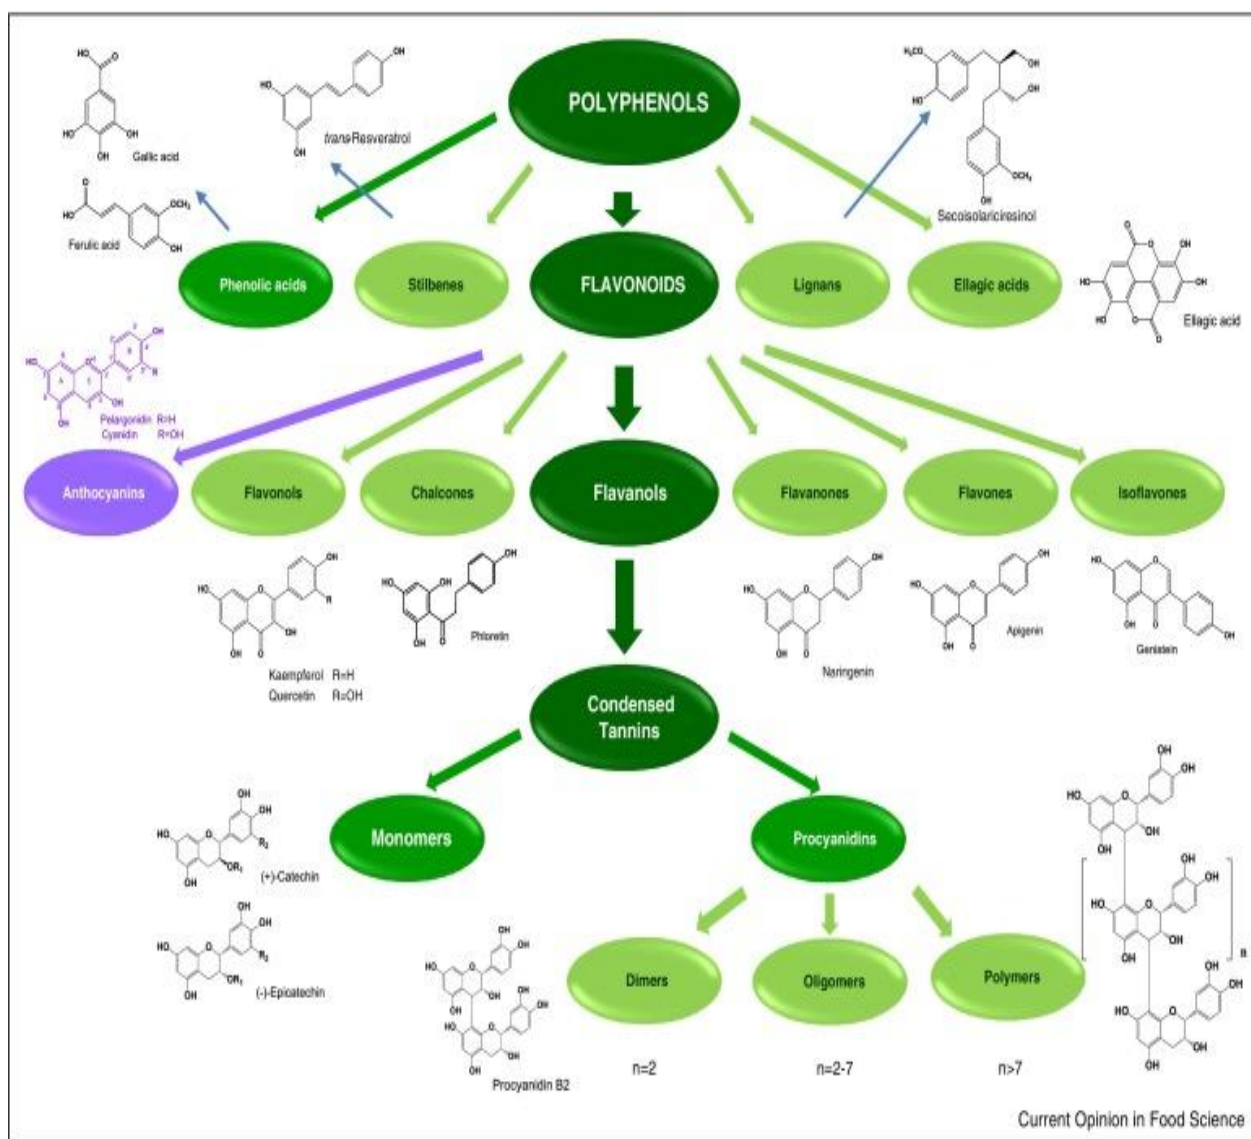 POLYPHENOLS
Gallic acid
trans-Resveratrol
Secoisolariciresinol
Ferulic acid
Phenolic acids
Stilbenes
FLAVONOIDS
Lignans
Ellagic acids
Ellagic acid
Pelargonidin R=H
Cyanidin R=OH
Anthocyanins
Flavonols
Chalcones
Flavanols
Flavanones
Flavones
Isoflavones
Kaempferol R=H
Quercetin R=OH
Phloretin
Naringenin
Apigenin
Genistein
Condensed
Tannins
Monomers
Procyanidins
(+)-Catechin
(-)-Epicatechin
Procyanidin B2
Dimers
Oligomers
Polymers
n=2
n=2-7
n>7
Current Opinion in Food Science